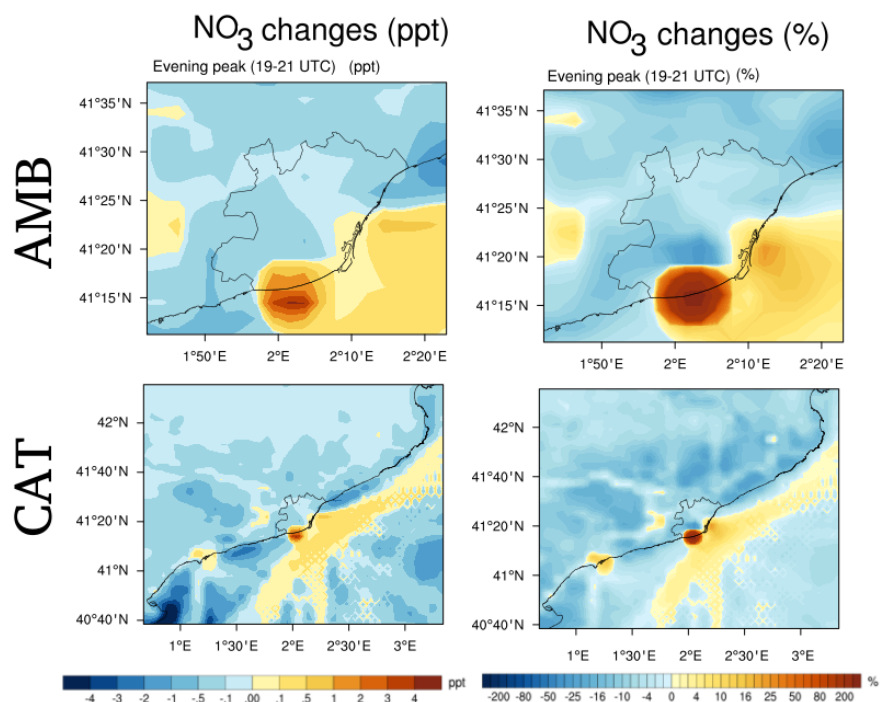 NO3 changes (ppt)
NO3 changes (%)
Evening peak (19-21 UTC) (ppt)
Evening peak (19-21 UTC) (%)
AMB
41°35'N
41°30'N
41°25'N
41°20'N
41°15'N
1°50'E 2°E 2°10'E 2°20'E
41°35'N
41°30'N
41°25'N
41°20'N
41°15'N
1°50'E 2°E 2°10'E 2°20'E
CAT
42°N
41°40'N
41°20'N
41°N
40°40'N
1°E 1°30'E 2°E 2°30'E 3°E
42°N
41°40'N
41°20'N
41°N
40°40'N
1°E 1°30'E 2°E 2°30'E 3°E
-4 -3 -2 -1 -.5 -.1 .00 .1 .5 1 2 3 4 ppt
-200 -80 -50 -25 -16 -10 -4 0 4 10 16 25 50 80 200 %